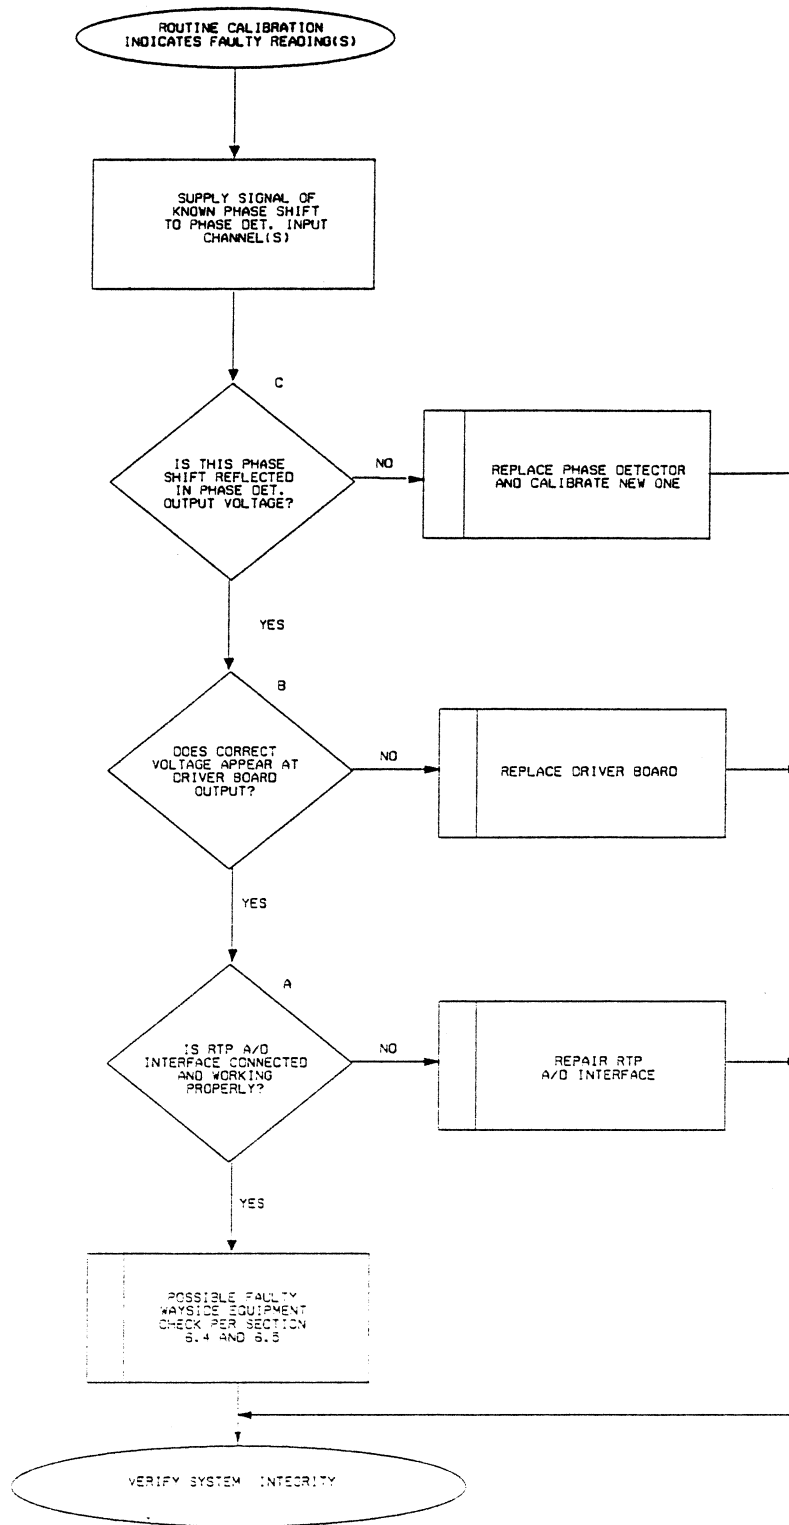 ROUTINE CALIBRATION
INDICATES FAULTY READING(S)
SUPPLY SIGNAL OF
KNOWN PHASE SHIFT
TO PHASE DET. INPUT
CHANNEL(S)
C
IS THIS PHASE
SHIFT REFLECTED
IN PHASE DET.
OUTPUT VOLTAGE?
NO
REPLACE PHASE DETECTOR
AND CALIBRATE NEW ONE
YES
B
DOES CORRECT
VOLTAGE APPEAR AT
DRIVER BOARD
OUTPUT?
NO
REPLACE DRIVER BOARD
YES
A
IS RTP A/D
INTERFACE CONNECTED
AND WORKING
PROPERLY?
NO
REPAIR RTP
A/D INTERFACE
YES
POSSIBLE FAULTY
WAYSIDE EQUIPMENT
CHECK PER SECTION
6.4 AND 6.5
VERIFY SYSTEM INTEGRITY